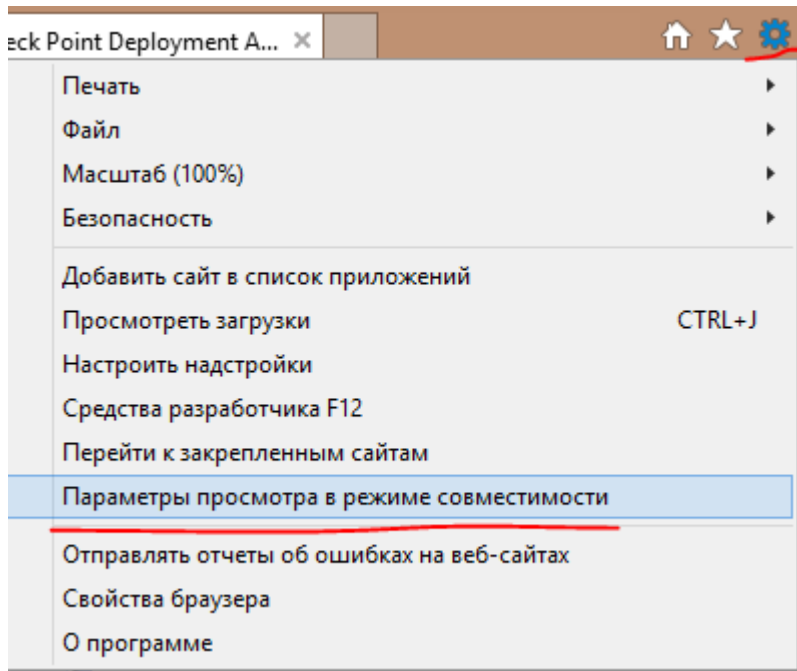 eck Point Deployment A...
Печать
Файл
Масштаб (100%)
Безопасность
Добавить сайт в список приложений
Просмотреть загрузки CTRL+J
Настроить надстройки
Средства разработчика F12
Перейти к закрепленным сайтам
Параметры просмотра в режиме совместимости
Отправлять отчеты об ошибках на веб-сайтах
Свойства браузера
О программе